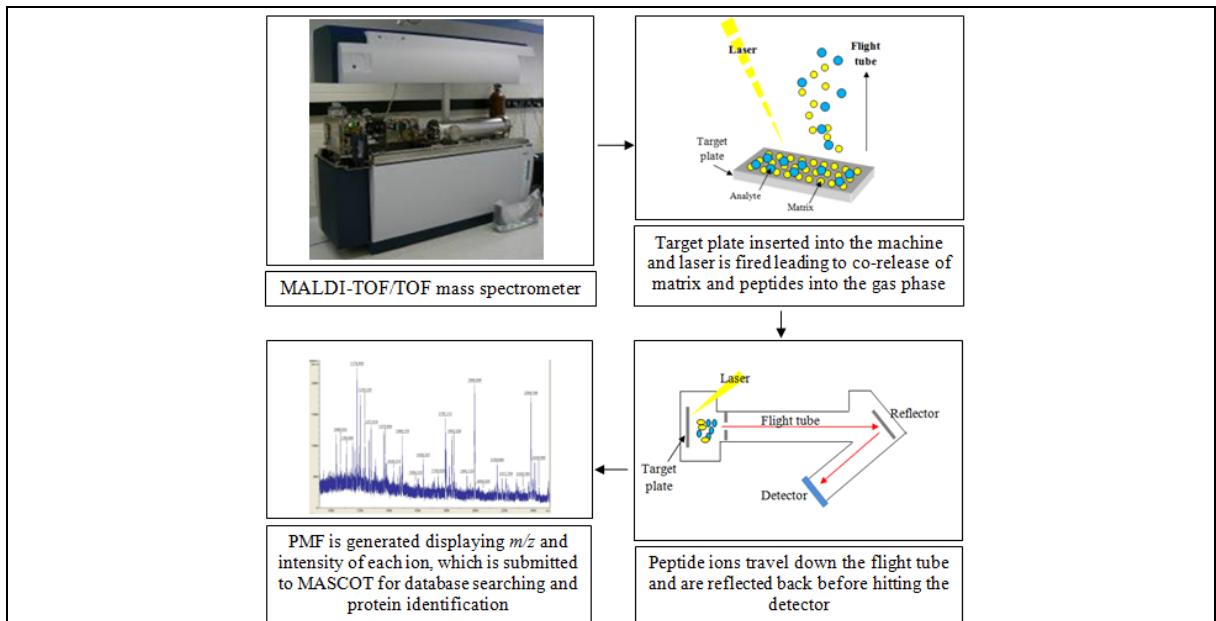 Laser
Flight
tube
Target
plate
Analyte
Matrix
MALDI-TOF/TOF mass spectrometer
Target plate inserted into the machine
and laser is fired leading to co-release of
matrix and peptides into the gas phase
Laser
Reflector
Flight tube
Target
plate
Detector
Peptide ions travel down the flight tube
and are reflected back before hitting the
detector
PMF is generated displaying m/z and
intensity of each ion, which is submitted
to MASCOT for database searching and
protein identification